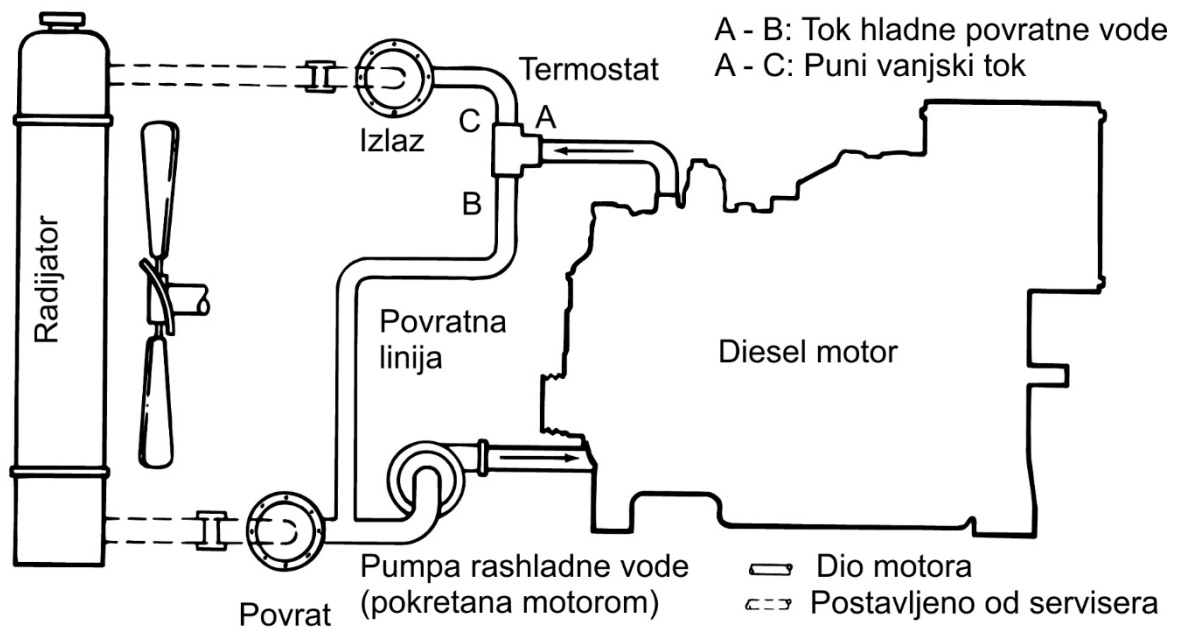 A - B: Tok hladne povratne vode
A - C: Puni vanjski tok
Termostat
Izlaz
C
A
B
Radijator
Povratna
linija
Diesel motor
Pumpa rashladne vode
(pokretana motorom)
Povrat
Dio motora
Postavljeno od servisera